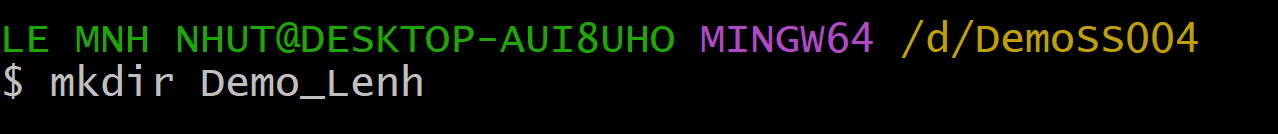 LE MNH NHUT@DESKTOP-AUI8UHO MINGW64 /d/DemoSS004
$ mkdir Demo_Lenh